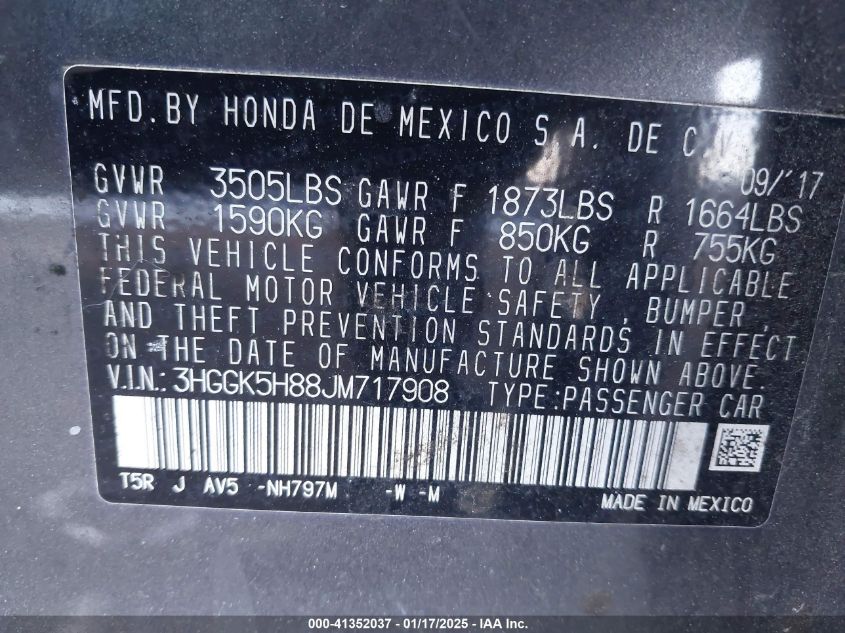 MFD.BY HONDA DE MEXICO S.A. DE C.V.
09/'17
GVWR 3505LBS GAWR F 1873LBS R 1664LBS
GVWR 1590KG GAWR F 850KG R 755KG
THIS VEHICLE CONFORMS TO ALL APPLICABLE
FEDERAL MOTOR VEHICLE SAFETY, BUMPER,
AND THEFT PREVENTION STANDARDS IN EFFECT
ON THE DATE OF MANUFACTURE SHOWN ABOVE.
V.I.N.: 3HGGK5H88JM717908 TYPE:PASSENGER CAR
T5R J AV5 -NH797M -W -M
MADE IN MEXICO
000-41352037 - 01/17/2025 - IAA Inc.